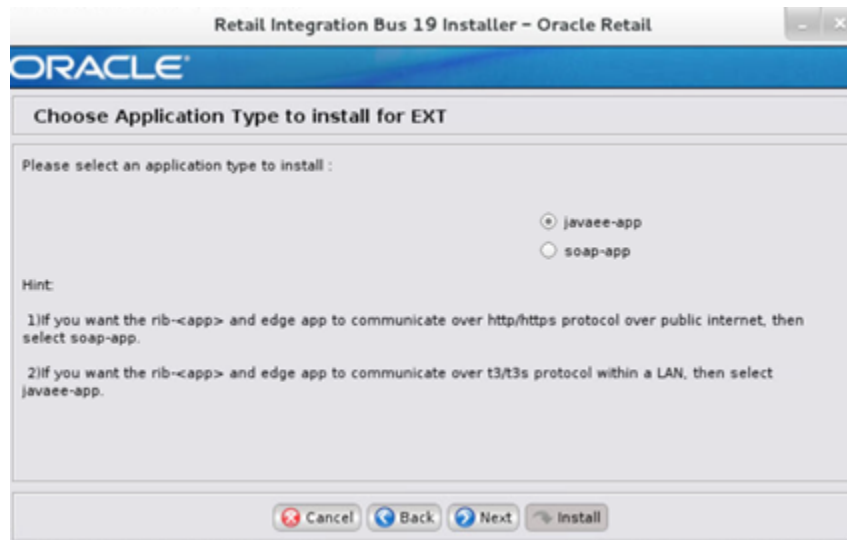 Retail Integration Bus 19 Installer – Oracle Retail
ORACLE®
Choose Application Type to install for EXT
Please select an application type to install :
javaee-app
soap-app
Hint:
1)If you want the rib-<app> and edge app to communicate over http/https protocol over public internet, then
select soap-app.
2)If you want the rib-<app> and edge app to communicate over t3/t3s protocol within a LAN, then select
javaee-app.
Cancel Back Next Install